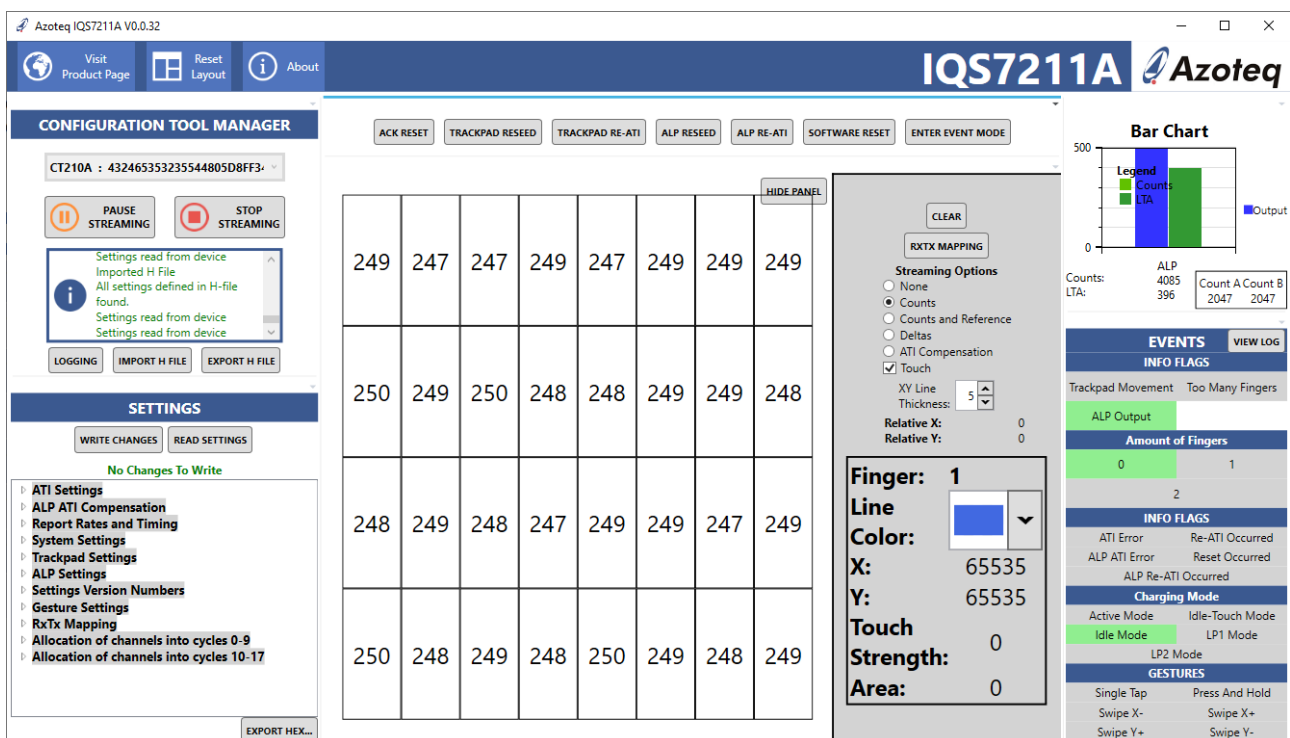 Azoteq IQS7211A V0.0.32
Visit
Product Page
Reset
Layout
About
IQS7211A
Azoteq
CONFIGURATION TOOL MANAGER
CT210A : 432465353235544805D8FF34
PAUSE
STREAMING
STOP
STREAMING
Settings read from device
Imported H File
All settings defined in H-file
found.
Settings read from device
Settings read from device
LOGGING
IMPORT H FILE
EXPORT H FILE
SETTINGS
WRITE CHANGES
READ SETTINGS
No Changes To Write
ATI Settings
ALP ATI Compensation
Report Rates and Timing
System Settings
Trackpad Settings
ALP Settings
Settings Version Numbers
Gesture Settings
RxTx Mapping
Allocation of channels into cycles 0-9
Allocation of channels into cycles 10-17
EXPORT HEX...
ACK RESET
TRACKPAD RESEED
TRACKPAD RE-ATI
ALP RESEED
ALP RE-ATI
SOFTWARE RESET
ENTER EVENT MODE
HIDE PANEL
249 247 247 249 247 249 249 249
250 249 250 248 248 249 249 248
248 249 248 247 249 249 247 249
250 248 249 248 250 249 248 249
CLEAR
RXTX MAPPING
Streaming Options
None
Counts
Counts and Reference
Deltas
ATI Compensation
Touch
XY Line
Thickness: 5
Relative X: 0
Relative Y: 0
Finger: 1
Line
Color:
X: 65535
Y: 65535
Touch
Strength: 0
Area: 0
Bar Chart
500
Legend
Counts
LTA
Output
0
ALP
Counts: 4085
LTA: 396
Count A Count B
2047 2047
EVENTS
VIEW LOG
INFO FLAGS
Trackpad Movement Too Many Fingers
ALP Output
Amount of Fingers
0 1
2
INFO FLAGS
ATI Error Re-ATI Occurred
ALP ATI Error Reset Occurred
ALP Re-ATI Occurred
Charging Mode
Active Mode Idle-Touch Mode
Idle Mode LP1 Mode
LP2 Mode
GESTURES
Single Tap Press And Hold
Swipe X- Swipe X+
Swipe Y+ Swipe Y-